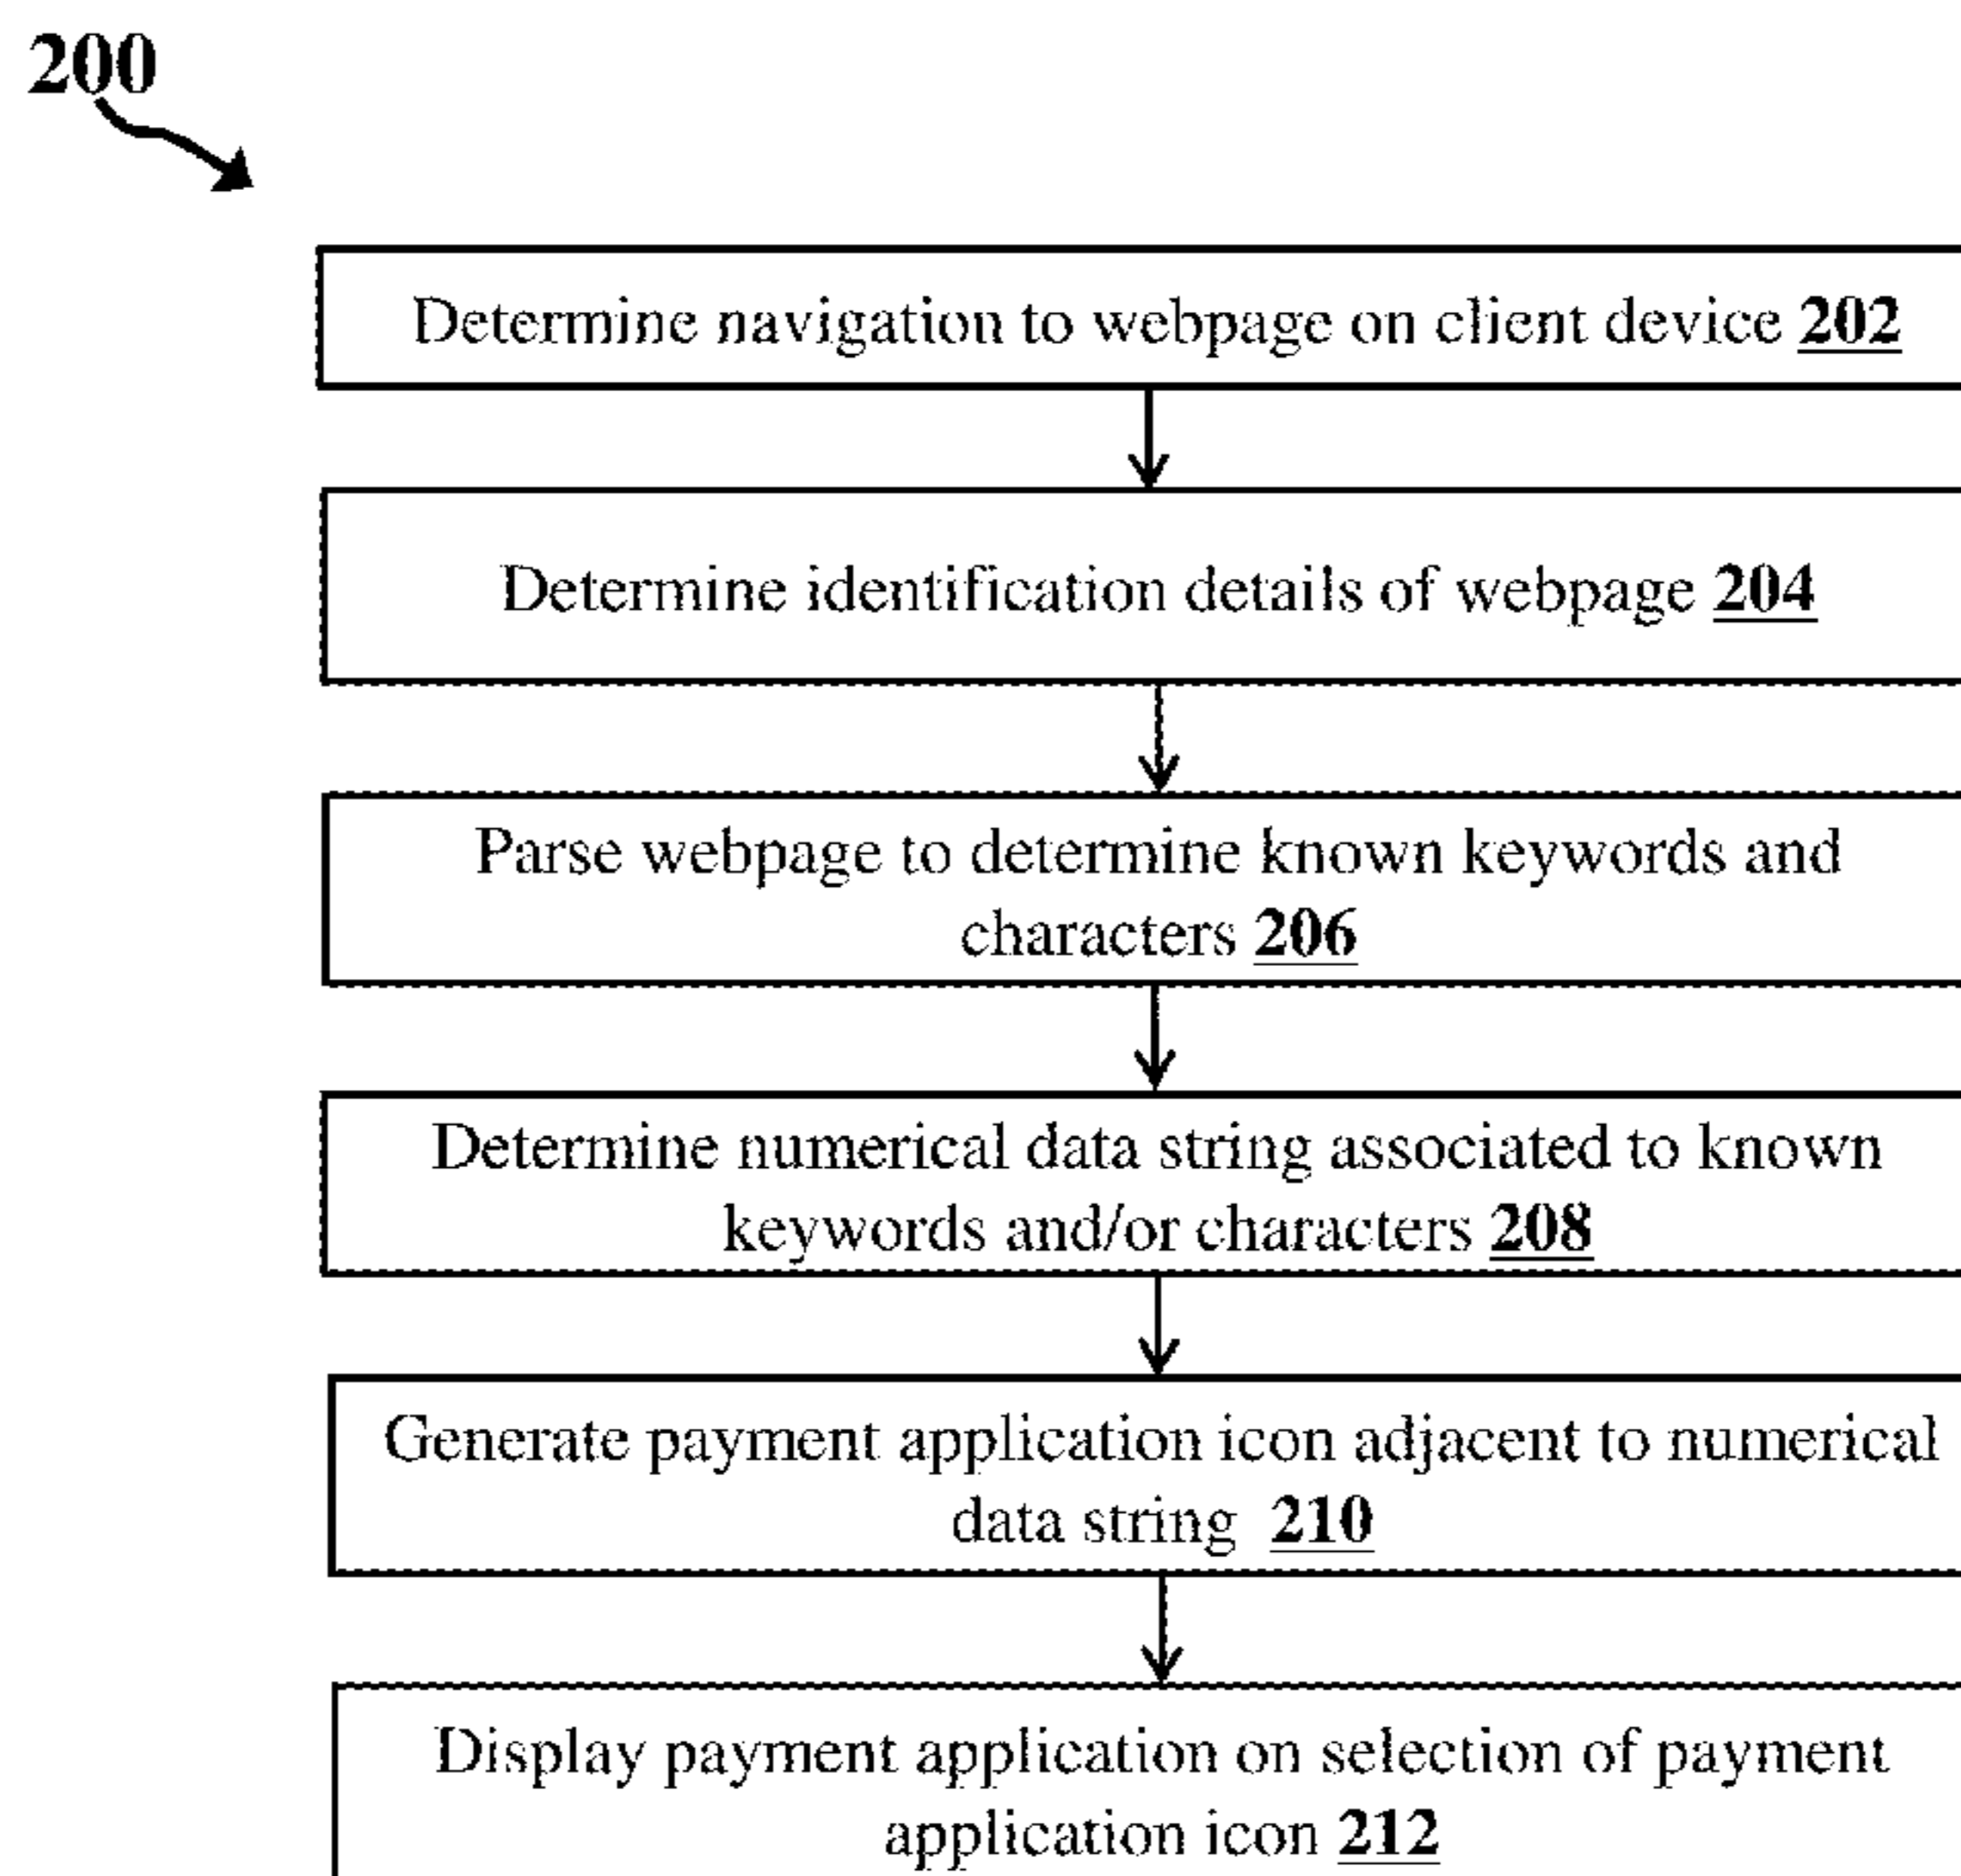 200
Determine navigation to webpage on client device 202
Determine identification details of webpage 204
Parse webpage to determine known keywords and
characters 206
Determine numerical data string associated to known
keywords and/or characters 208
Generate payment application icon adjacent to numerical
data string 210
Display payment application on selection of payment
application icon 212